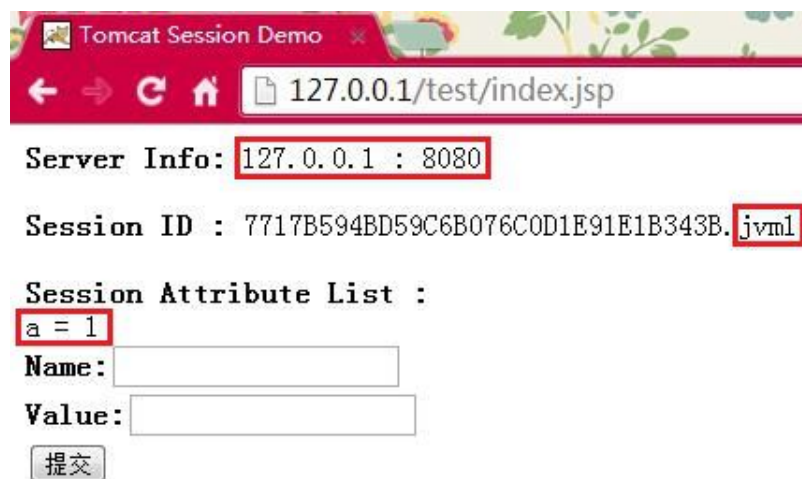 Tomcat Session Demo
127.0.0.1/test/index.jsp
Server Info: 127.0.0.1 : 8080
Session ID : 7717B594BD59C6B076C0D1E91E1B343B.jvm1
Session Attribute List :
a = 1
Name:
Value:
提交